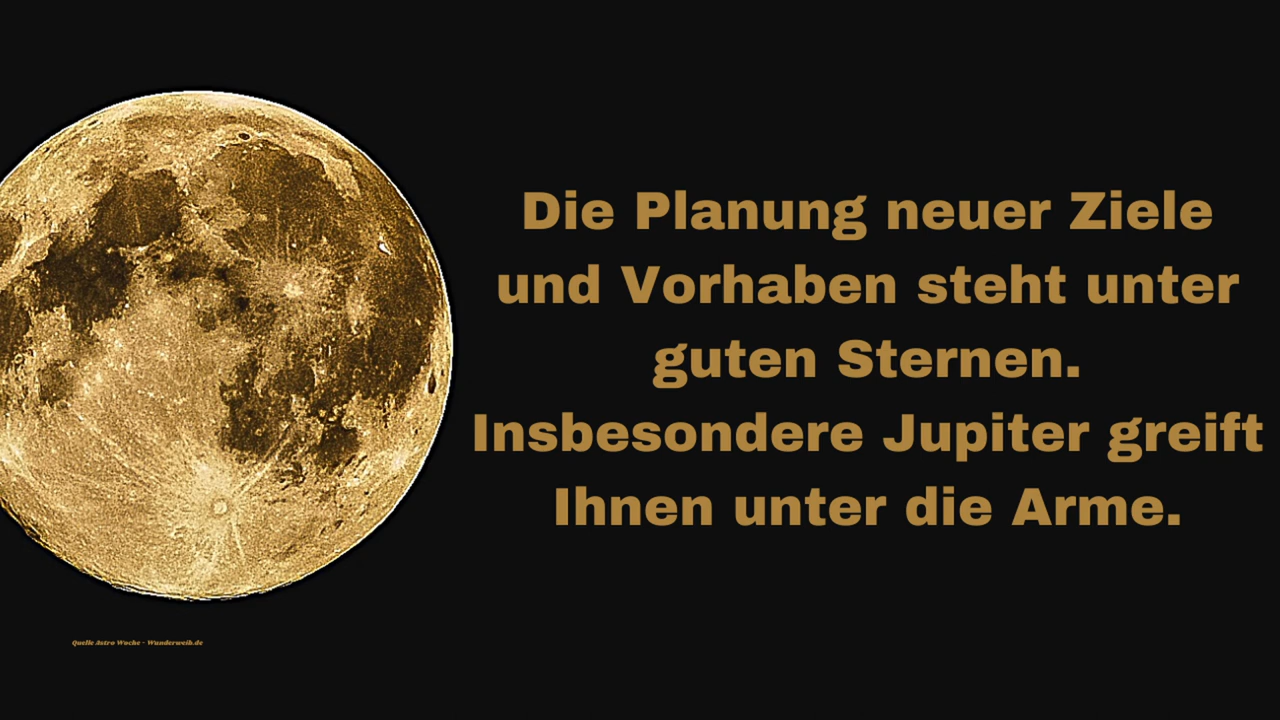 Die Planung neuer Ziele
und Vorhaben steht unter
guten Sternen.
Insbesondere Jupiter greift
Ihnen unter die Arme.
Quelle Astro Woche - Wunderweib.de